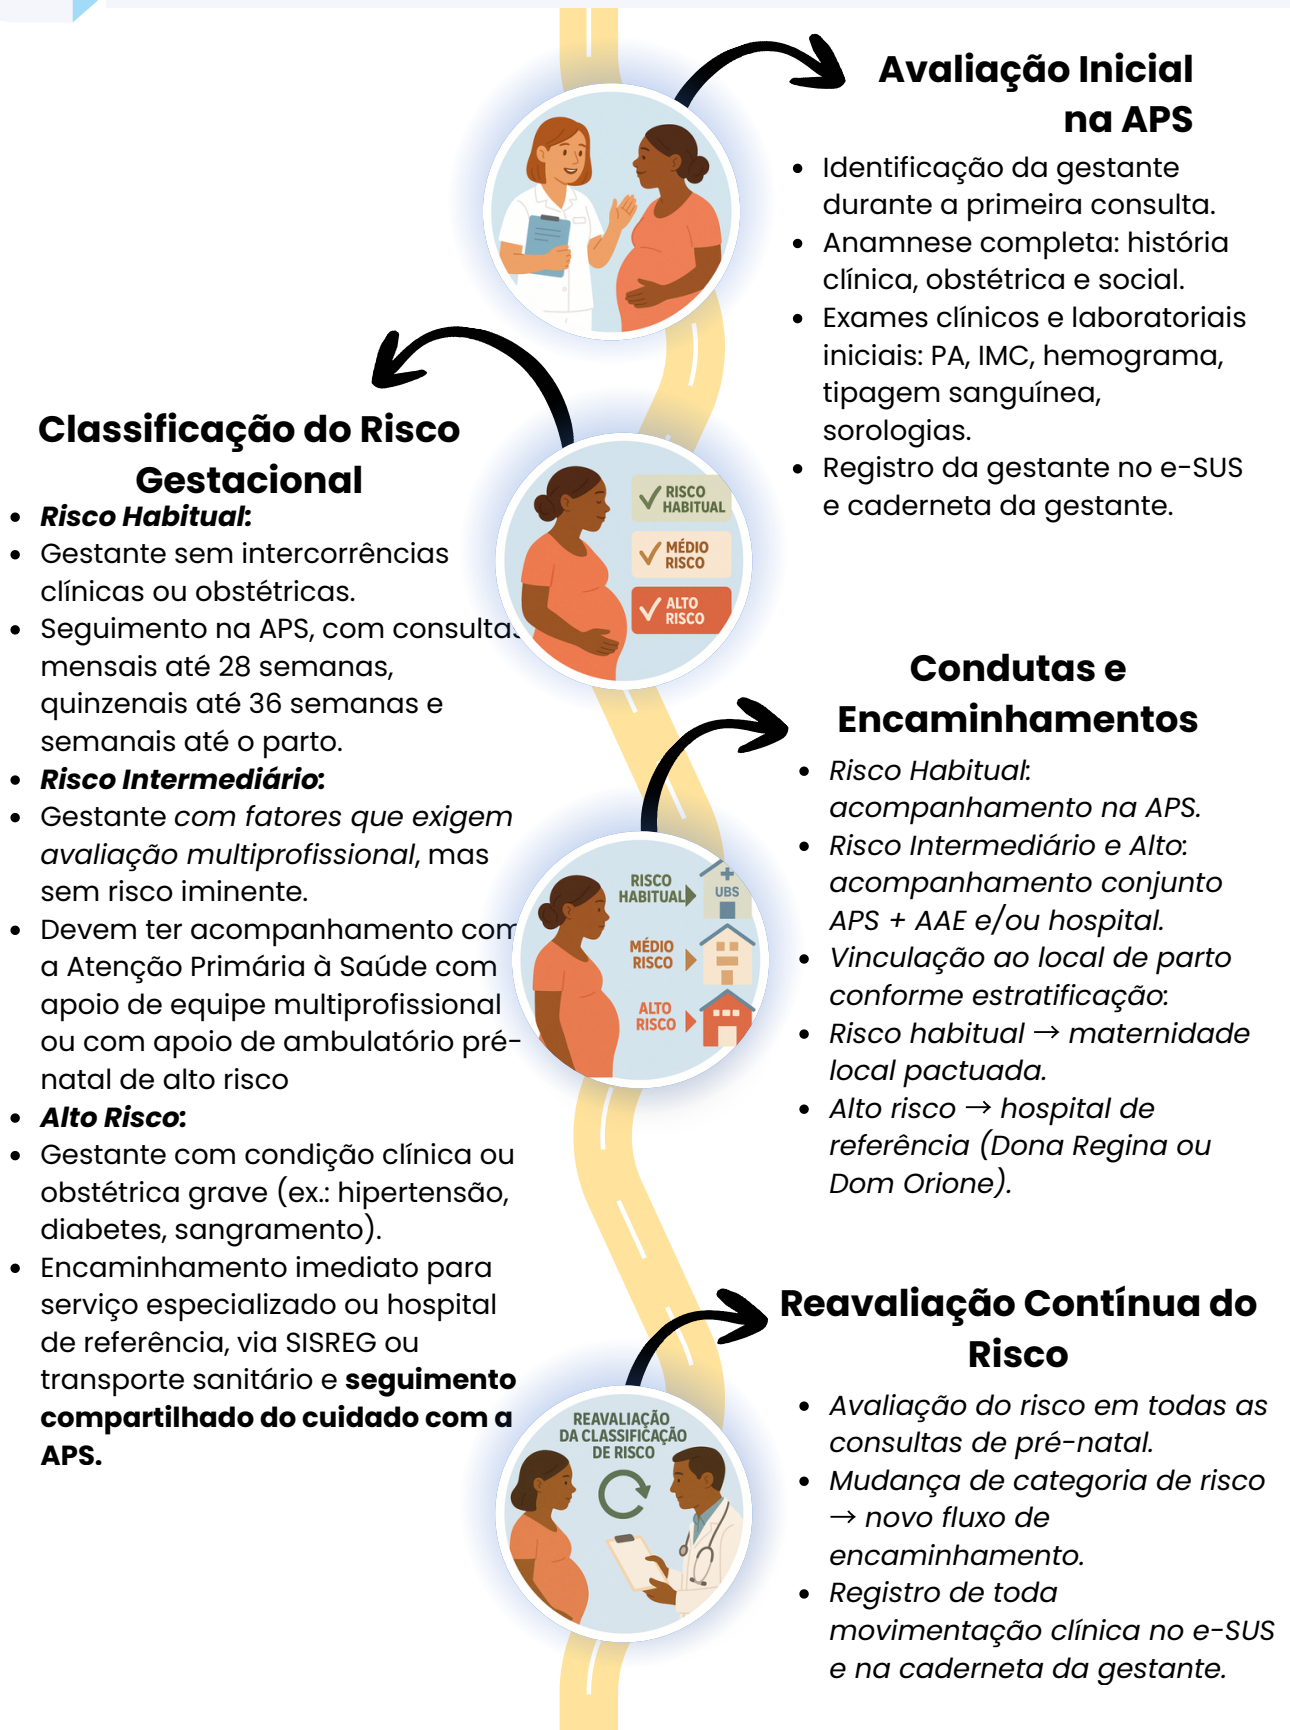 Avaliação Inicial
na APS
• Identificação da gestante
durante a primeira consulta.
• Anamnese completa: história
clínica, obstétrica e social.
• Exames clínicos e laboratoriais
iniciais: PA, IMC, hemograma,
tipagem sanguínea,
sorologias.
• Registro da gestante no e-SUS
e caderneta da gestante.
Classificação do Risco
Gestacional
• Risco Habitual:
• Gestante sem intercorrências
clínicas ou obstétricas.
• Seguimento na APS, com consultas
mensais até 28 semanas,
quinzenais até 36 semanas e
semanais até o parto.
• Risco Intermediário:
• Gestante com fatores que exigem
avaliação multiprofissional, mas
sem risco iminente.
• Devem ter acompanhamento com
a Atenção Primária à Saúde com
apoio de equipe multiprofissional
ou com apoio de ambulatório pré-
natal de alto risco
• Alto Risco:
• Gestante com condição clínica ou
obstétrica grave (ex.: hipertensão,
diabetes, sangramento).
• Encaminhamento imediato para
serviço especializado ou hospital
de referência, via SISREG ou
transporte sanitário e seguimento
compartilhado do cuidado com a
APS.
RISCO
HABITUAL
MÉDIO
RISCO
ALTO
RISCO
Condutas e
Encaminhamentos
• Risco Habitual:
acompanhamento na APS.
• Risco Intermediário e Alto:
acompanhamento conjunto
APS + AAE e/ou hospital.
• Vinculação ao local de parto
conforme estratificação:
• Risco habitual → maternidade
local pactuada.
• Alto risco → hospital de
referência (Dona Regina ou
Dom Orione).
RISCO
HABITUAL
UBS
MÉDIO
RISCO
ALTO
RISCO
Reavaliação Contínua do
Risco
• Avaliação do risco em todas as
consultas de pré-natal.
• Mudança de categoria de risco
→ novo fluxo de
encaminhamento.
• Registro de toda
movimentação clínica no e-SUS
e na caderneta da gestante.
REAVALIAÇÃO
DA CLASSIFICAÇÃO
DE RISCO